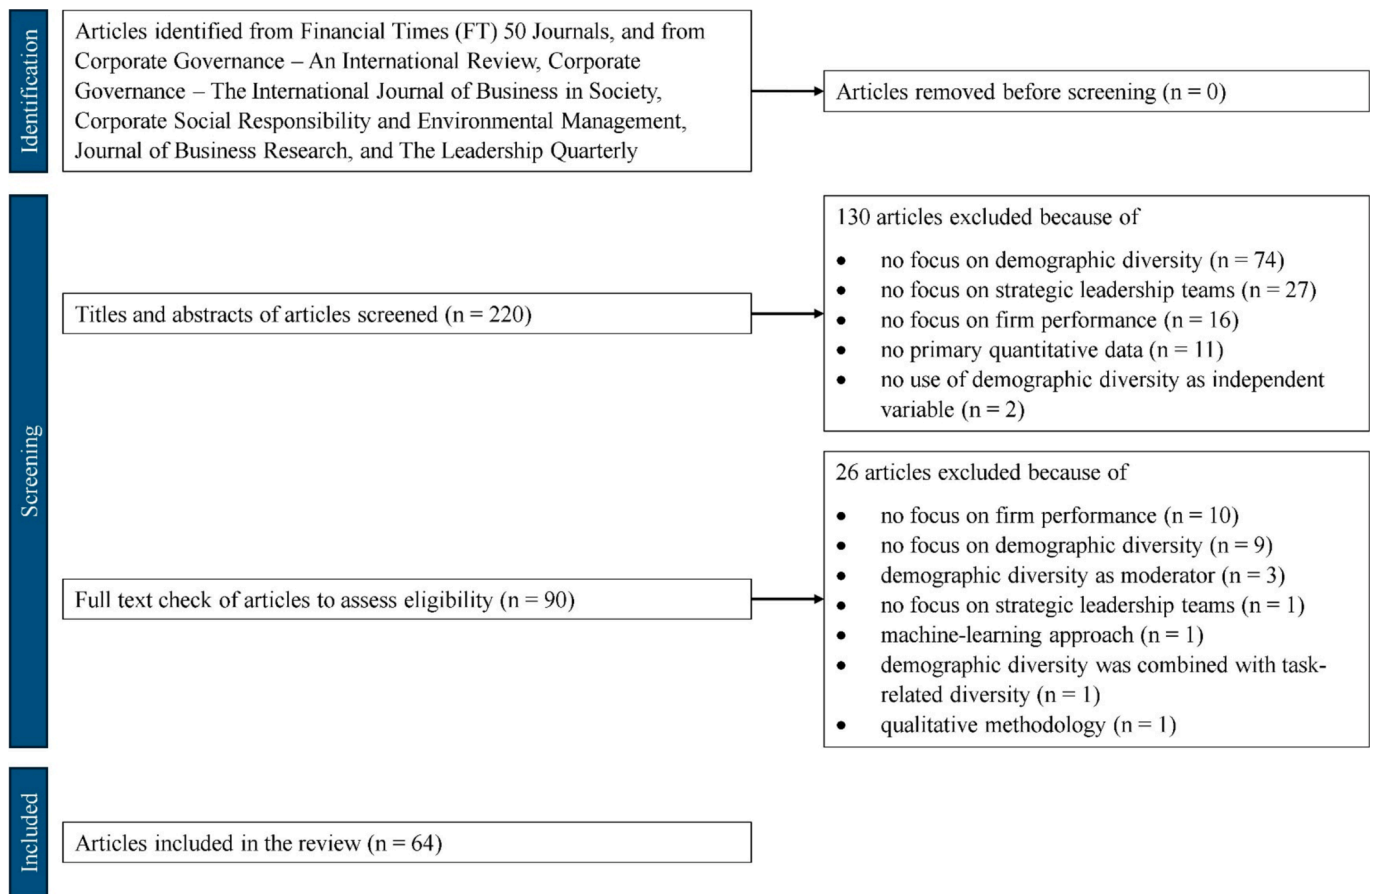 Identification
Articles identified from Financial Times (FT) 50 Journals, and from
Corporate Governance – An International Review, Corporate
Governance – The International Journal of Business in Society,
Corporate Social Responsibility and Environmental Management,
Journal of Business Research, and The Leadership Quarterly
Articles removed before screening (n = 0)
Screening
Titles and abstracts of articles screened (n = 220)
130 articles excluded because of
• no focus on demographic diversity (n = 74)
• no focus on strategic leadership teams (n = 27)
• no focus on firm performance (n = 16)
• no primary quantitative data (n = 11)
• no use of demographic diversity as independent
variable (n = 2)
Full text check of articles to assess eligibility (n = 90)
26 articles excluded because of
• no focus on firm performance (n = 10)
• no focus on demographic diversity (n = 9)
• demographic diversity as moderator (n = 3)
• no focus on strategic leadership teams (n = 1)
• machine-learning approach (n = 1)
• demographic diversity was combined with task-
related diversity (n = 1)
• qualitative methodology (n = 1)
Included
Articles included in the review (n = 64)